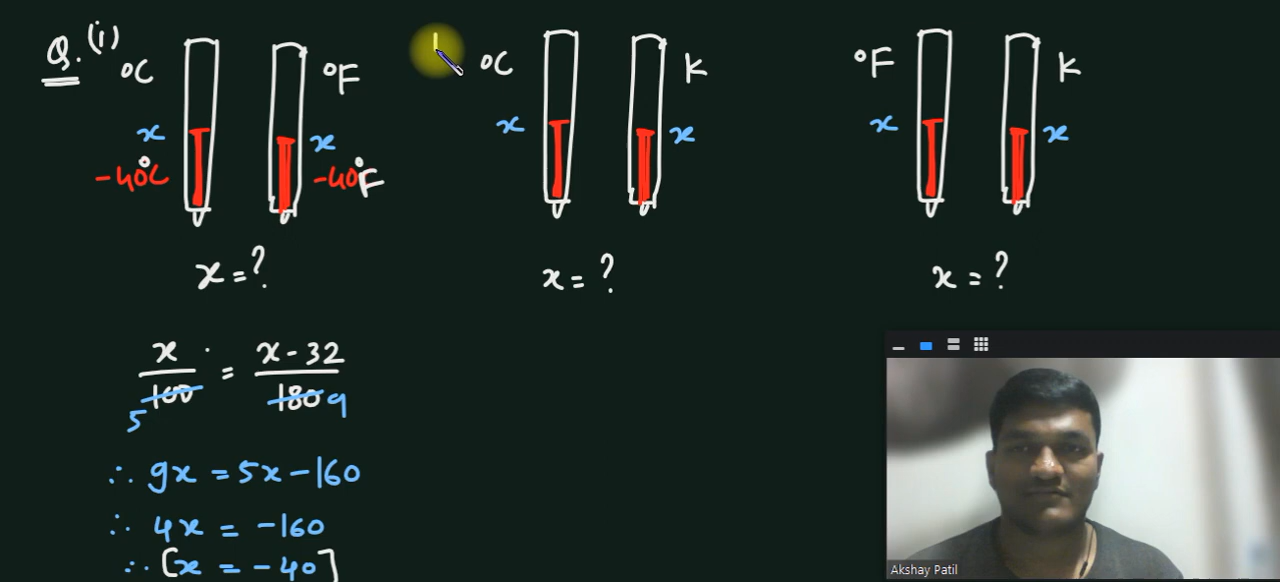 Q. (i)
°C
°F
x
x
-40°C
-40°F
x = ?
x/100 = x - 32/180
5
9
∴ 9x = 5x - 160
∴ 4x = -160
∴ [x = -40]
°C
K
x
x
x = ?
°F
K
x
x
x = ?
Akshay Patil